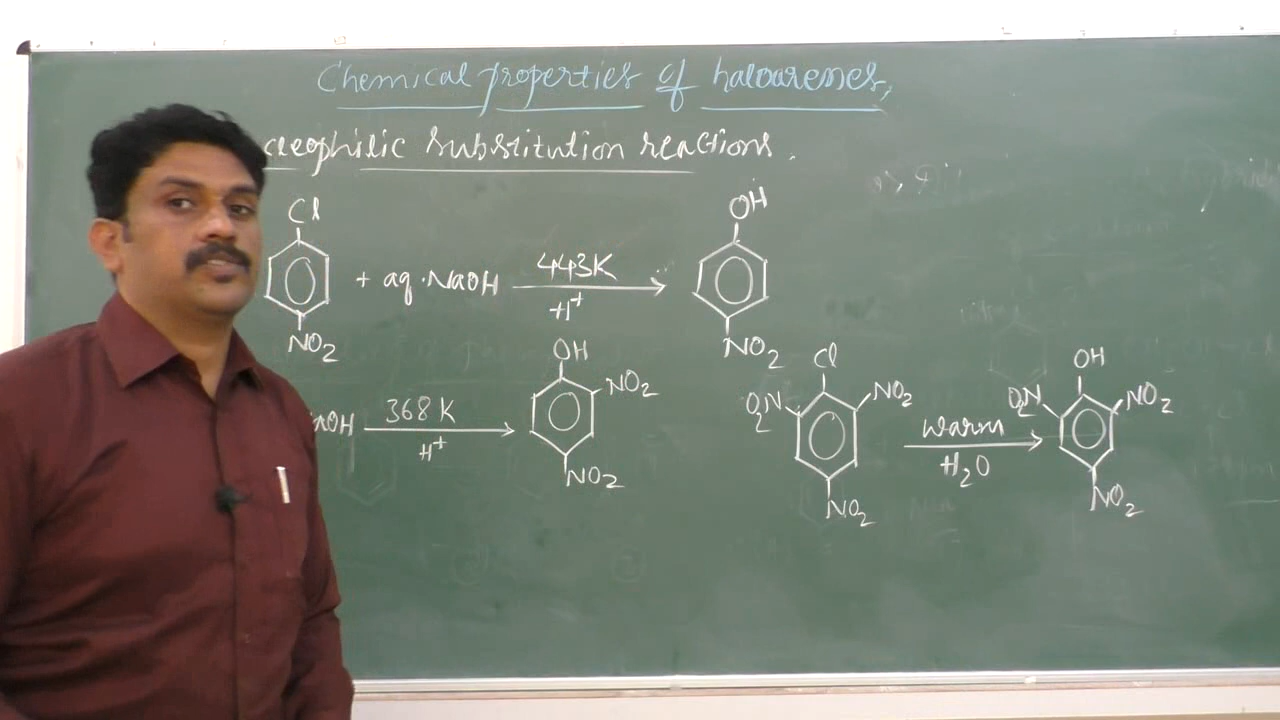 Chemical properties of haloarenes,
cleophilic substitution reactions.
Cl
NO2
+ aq. NaOH
443K
H+
OH
NO2
aOH
368K
H+
OH
NO2
NO2
Cl
O2N
NO2
NO2
Warm
H2O
OH
O2N
NO2
NO2